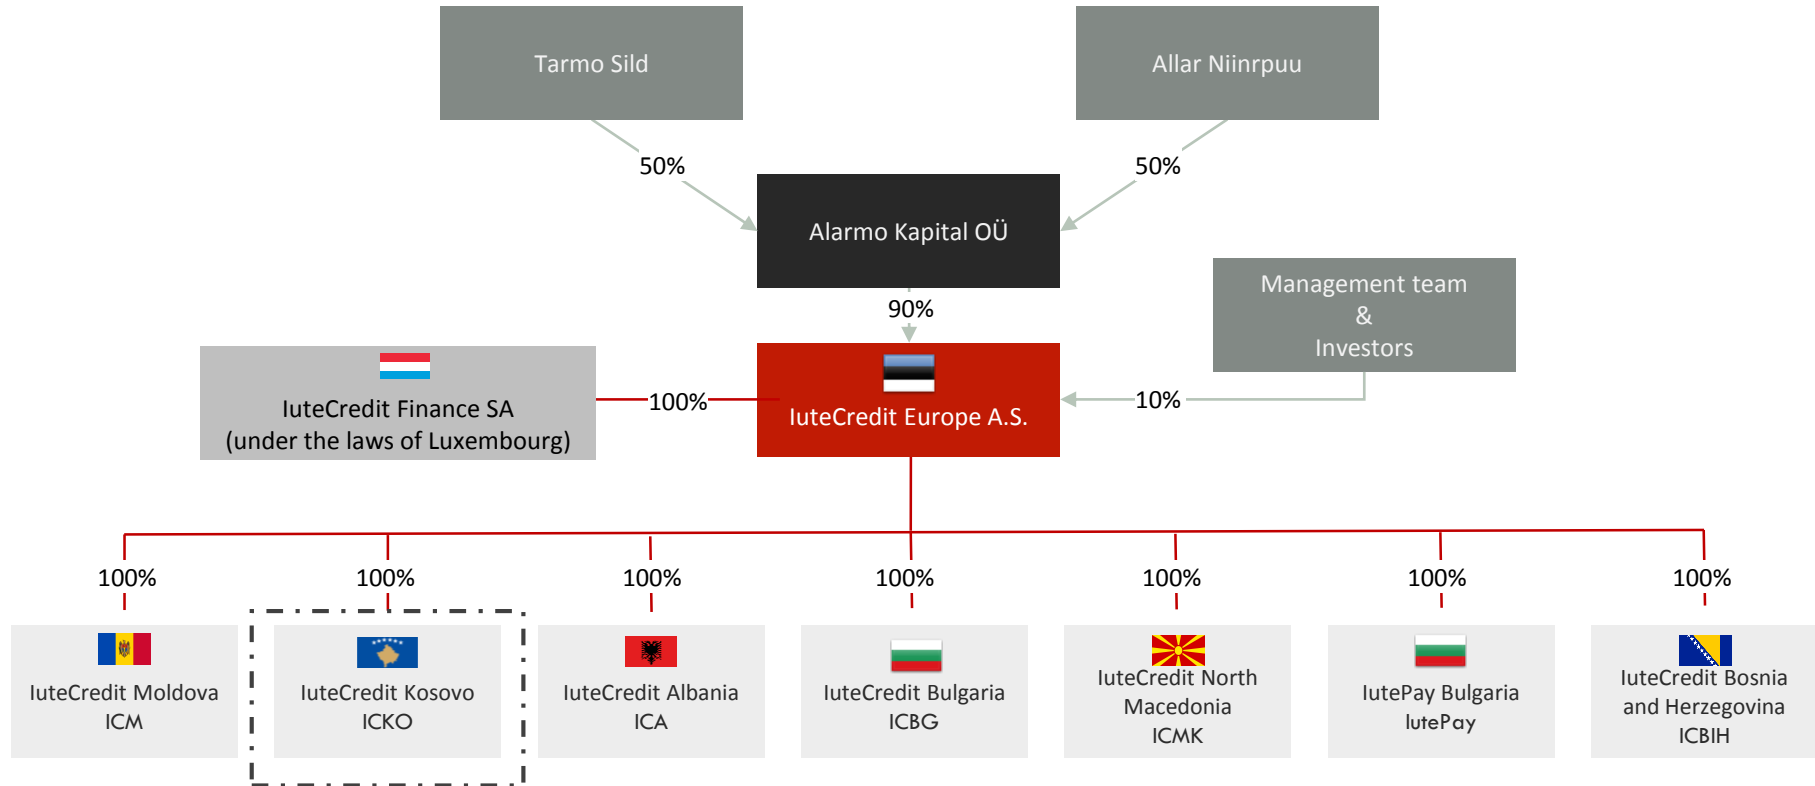 Tarmo Sild
Allar Niinrpuu
50%
50%
Alarmo Kapital OÜ
Management team
&
Investors
90%
IuteCredit Finance SA
(under the laws of Luxembourg)
100%
IuteCredit Europe A.S.
10%
100%
100%
100%
100%
100%
100%
100%
IuteCredit Moldova
ICM
IuteCredit Kosovo
ICKO
IuteCredit Albania
ICA
IuteCredit Bulgaria
ICBG
IuteCredit North
Macedonia
ICMK
IutePay Bulgaria
IutePay
IuteCredit Bosnia
and Herzegovina
ICBIH